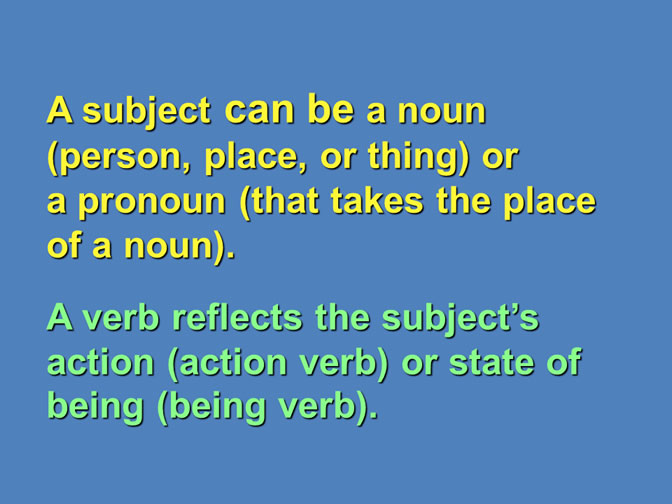 A subject can be a noun
(person, place, or thing) or
a pronoun (that takes the place
of a noun).
A verb reflects the subject’s
action (action verb) or state of
being (being verb).